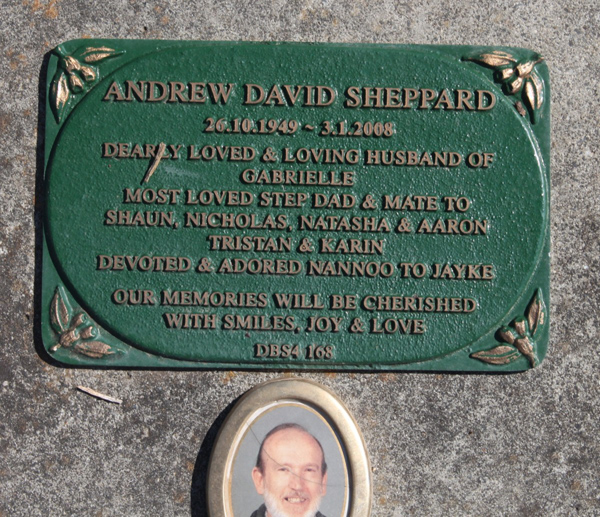 ANDREW DAVID SHEPPARD
26.10.1949 ~ 3.1.2008
DEARLY LOVED & LOVING HUSBAND OF
GABRIELLE
MOST LOVED STEP DAD & MATE TO
SHAUN, NICHOLAS, NATASHA & AARON
TRISTAN & KARIN
DEVOTED & ADORED NANNOO TO JAYKE
OUR MEMORIES WILL BE CHERISHED
WITH SMILES, JOY & LOVE
DBS4 168